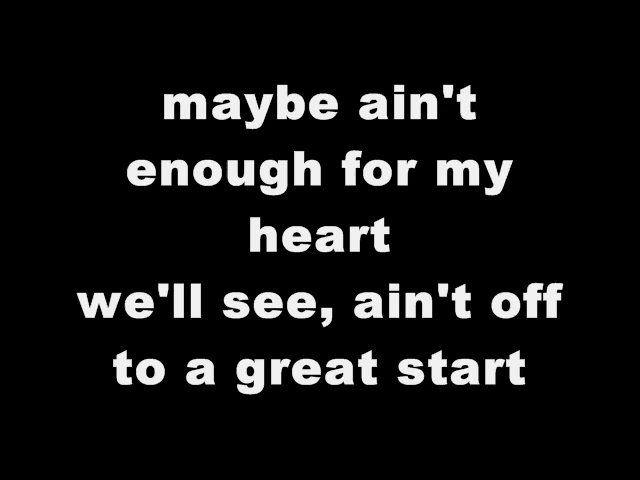 maybe ain't
enough for my
heart
we'll see, ain't off
to a great start